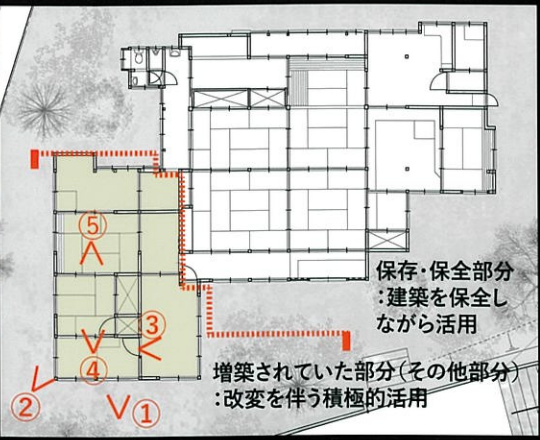 ⑤
保存・保全部分
:建築を保全し
ながら活用
③
④
増築されていた部分(その他部分)
:改変を伴う積極的活用
②
①